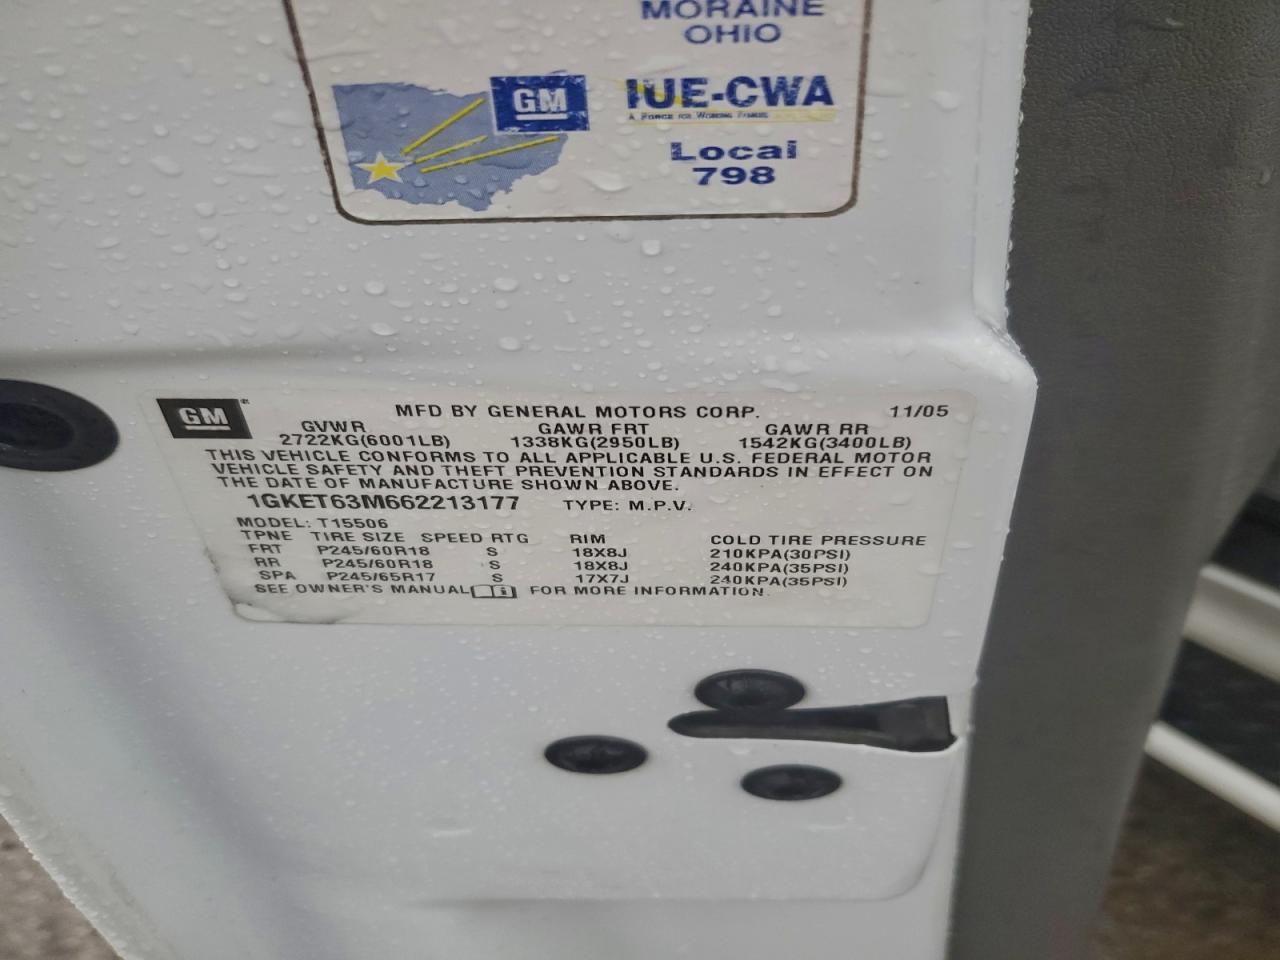 MORAINE
OHIO
GM
IUE-CWA
A FORCE FOR WORKING FAMILIES
Local
798
GM
MFD BY GENERAL MOTORS CORP. 11/05
GVWR GAWR FRT GAWR RR
2722KG(6001LB) 1338KG(2950LB) 1542KG(3400LB)
THIS VEHICLE CONFORMS TO ALL APPLICABLE U.S. FEDERAL MOTOR
VEHICLE SAFETY AND THEFT PREVENTION STANDARDS IN EFFECT ON
THE DATE OF MANUFACTURE SHOWN ABOVE.
1GKET63M662213177 TYPE: M.P.V.
MODEL: T15506
TPNE TIRE SIZE SPEED RTG RIM COLD TIRE PRESSURE
FRT P245/60R18 S 18X8J 210KPA(30PSI)
RR P245/60R18 S 18X8J 240KPA(35PSI)
SPA P245/65R17 S 17X7J 240KPA(35PSI)
SEE OWNER'S MANUAL FOR MORE INFORMATION.